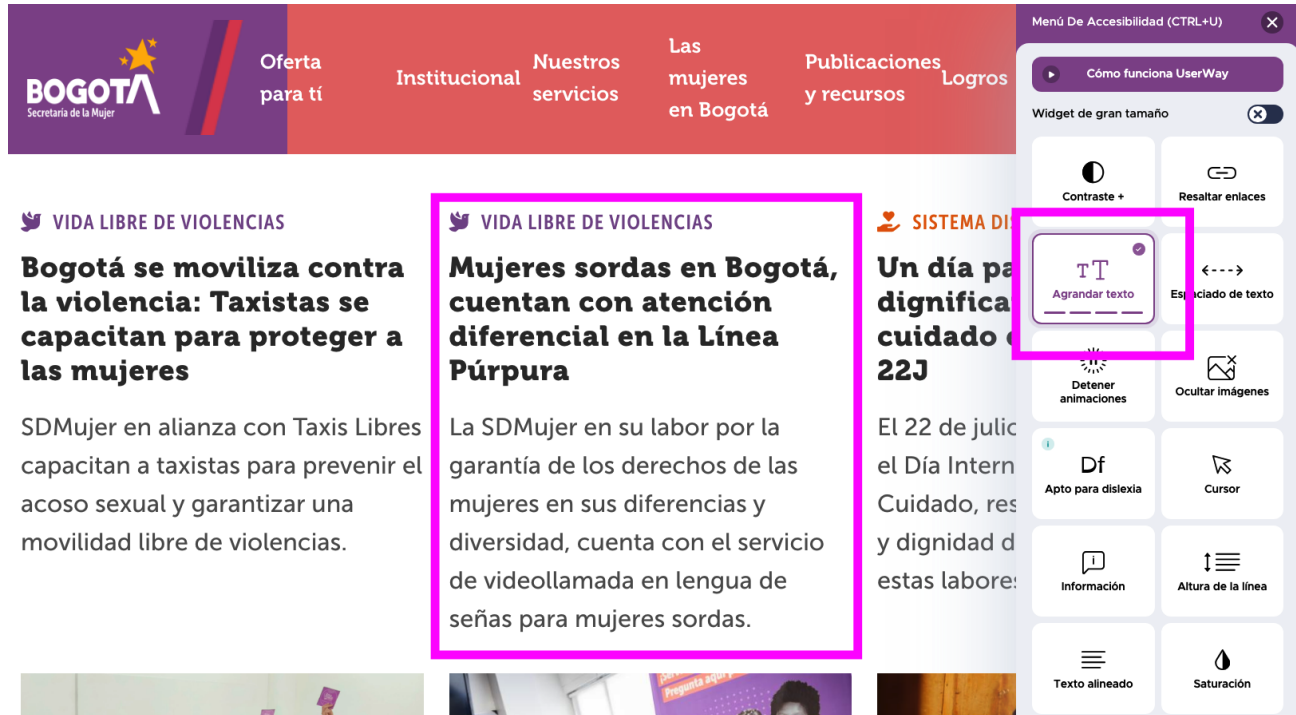 BOGOTÁ
Secretaría de la Mujer
Oferta
para tí
Institucional
Nuestros
servicios
Las
mujeres
en Bogotá
Publicaciones
y recursos
Logros
VIDA LIBRE DE VIOLENCIAS
Bogotá se moviliza contra
la violencia: Taxistas se
capacitan para proteger a
las mujeres
SDMujer en alianza con Taxis Libres
capacitan a taxistas para prevenir el
acoso sexual y garantizar una
movilidad libre de violencias.
VIDA LIBRE DE VIOLENCIAS
Mujeres sordas en Bogotá,
cuentan con atención
diferencial en la Línea
Púrpura
La SDMujer en su labor por la
garantía de los derechos de las
mujeres en sus diferencias y
diversidad, cuenta con el servicio
de videollamada en lengua de
señas para mujeres sordas.
SISTEMA
Un día
dignifica
cuidado
22J
El 22 de julio
el Día
Cuidado,
y dignidad
estas labores
Pregunta aquí
Menú De Accesibilidad (CTRL+U)
Cómo funciona UserWay
Widget de gran tamaño
Contraste +
Resaltar enlaces
TT
Agrandar texto
Espaciado de texto
Detener
animaciones
Ocultar imágenes
Df
Apto para dislexia
Cursor
Información
Altura de la línea
Texto alineado
Saturación